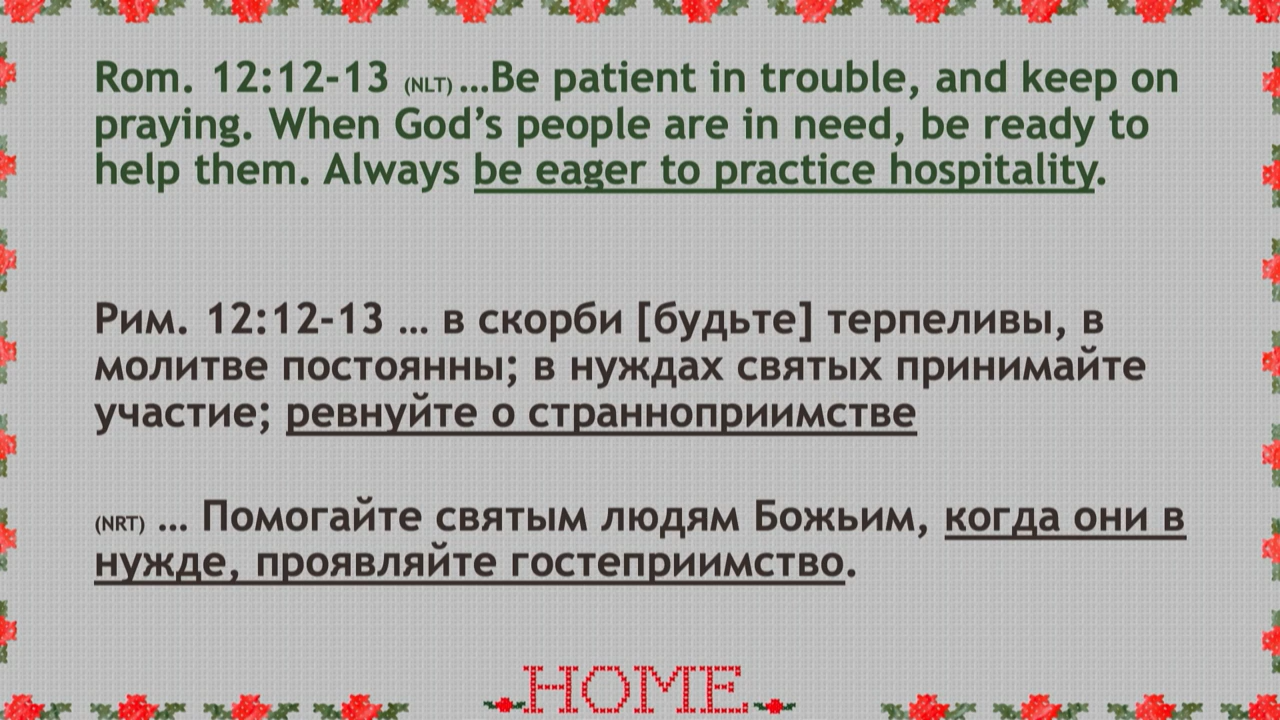 Rom. 12:12-13 (NLT) …Be patient in trouble, and keep on
praying. When God’s people are in need, be ready to
help them. Always be eager to practice hospitality.
Рим. 12:12-13 … в скорби [будьте] терпеливы, в
молитве постоянны; в нуждах святых принимайте
участие; ревнуйте о странноприимстве
(NRT) … Помогайте святым людям Божьим, когда они в
нужде, проявляйте гостеприимство.
HOME